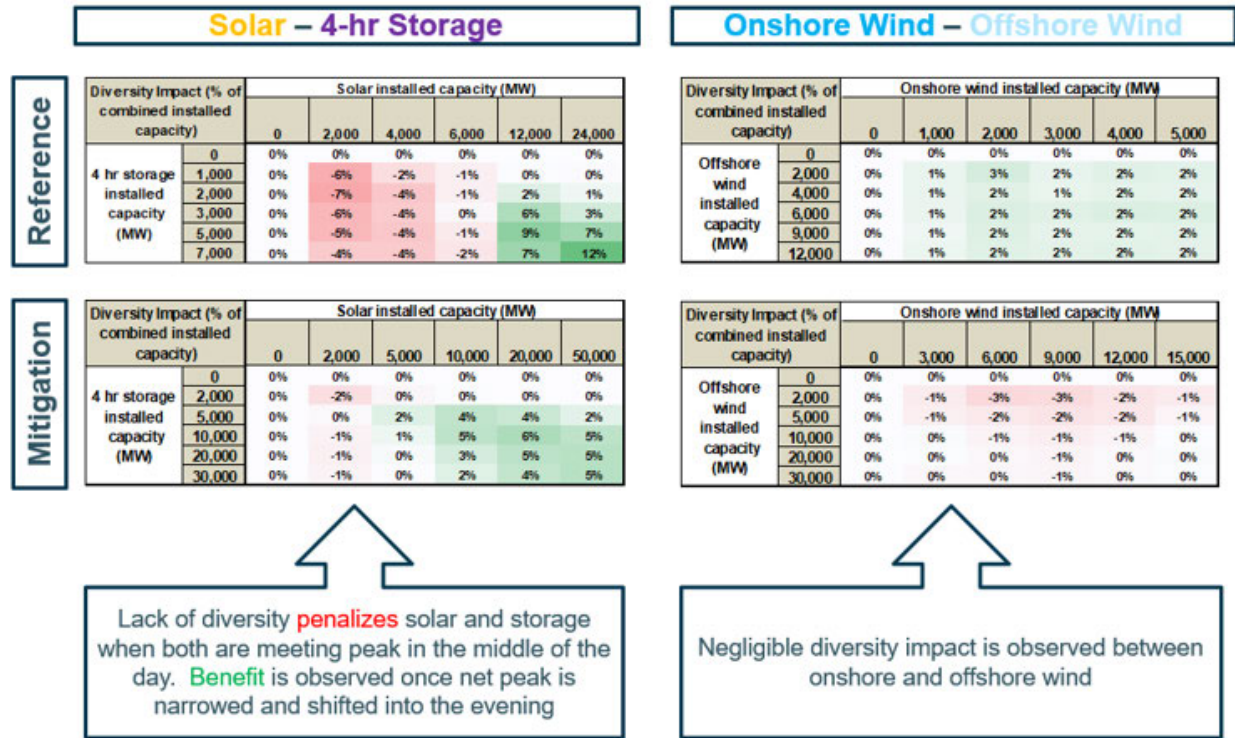 Solar – 4-hr Storage
Onshore Wind – Offshore Wind
Reference
Diversity Impact (% of combined installed capacity)
Solar installed capacity (MW)
0 2,000 4,000 6,000 12,000 24,000
4 hr storage installed capacity (MW)
0 0% 0% 0% 0% 0% 0%
1,000 0% -6% -2% -1% 0% 0%
2,000 0% -7% -4% -1% 2% 1%
3,000 0% -6% -4% 0% 6% 3%
5,000 0% -5% -4% -1% 9% 7%
7,000 0% -4% -4% -2% 7% 12%
Diversity Impact (% of combined installed capacity)
Onshore wind installed capacity (MW)
0 1,000 2,000 3,000 4,000 5,000
Offshore wind installed capacity (MW)
0 0% 0% 0% 0% 0% 0%
2,000 0% 1% 3% 2% 2% 2%
4,000 0% 1% 2% 1% 2% 2%
6,000 0% 1% 2% 2% 2% 2%
9,000 0% 1% 2% 2% 2% 2%
12,000 0% 1% 2% 2% 2% 2%
Mitigation
Diversity Impact (% of combined installed capacity)
Solar installed capacity (MW)
0 2,000 5,000 10,000 20,000 50,000
4 hr storage installed capacity (MW)
0 0% 0% 0% 0% 0% 0%
2,000 0% -2% 0% 0% 0% 0%
5,000 0% 0% 2% 4% 4% 2%
10,000 0% -1% 1% 5% 6% 5%
20,000 0% -1% 0% 3% 5% 5%
30,000 0% -1% 0% 2% 4% 5%
Diversity Impact (% of combined installed capacity)
Onshore wind installed capacity (MW)
0 3,000 6,000 9,000 12,000 15,000
Offshore wind installed capacity (MW)
0 0% 0% 0% 0% 0% 0%
2,000 0% -1% -3% -3% -2% -1%
5,000 0% -1% -2% -2% -2% -1%
10,000 0% 0% -1% -1% -1% 0%
20,000 0% 0% 0% -1% 0% 0%
30,000 0% 0% 0% -1% 0% 0%
Lack of diversity penalizes solar and storage
when both are meeting peak in the middle of the
day. Benefit is observed once net peak is
narrowed and shifted into the evening
Negligible diversity impact is observed between
onshore and offshore wind